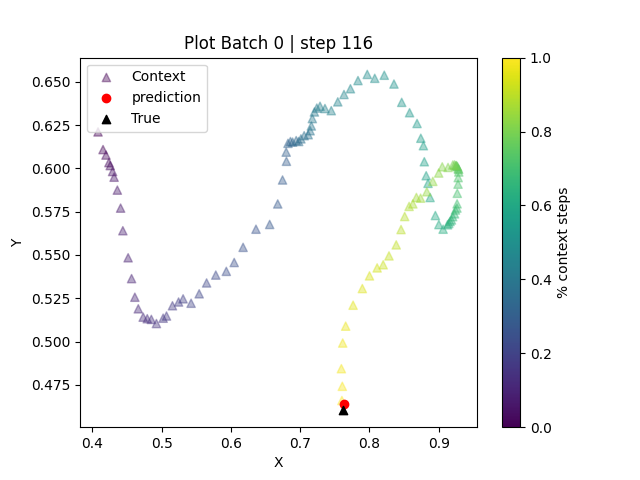 Plot Batch 0 | step 116
Context
prediction
True
0.650
0.625
0.600
0.575
0.550
0.525
0.500
0.475
Y
0.4 0.5 0.6 0.7 0.8 0.9
X
1.0
0.8
0.6
0.4
0.2
0.0
% context steps